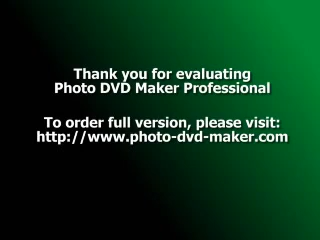 Thank you for evaluating
Photo DVD Maker Professional
To order full version, please visit:
http://www.photo-dvd-maker.com